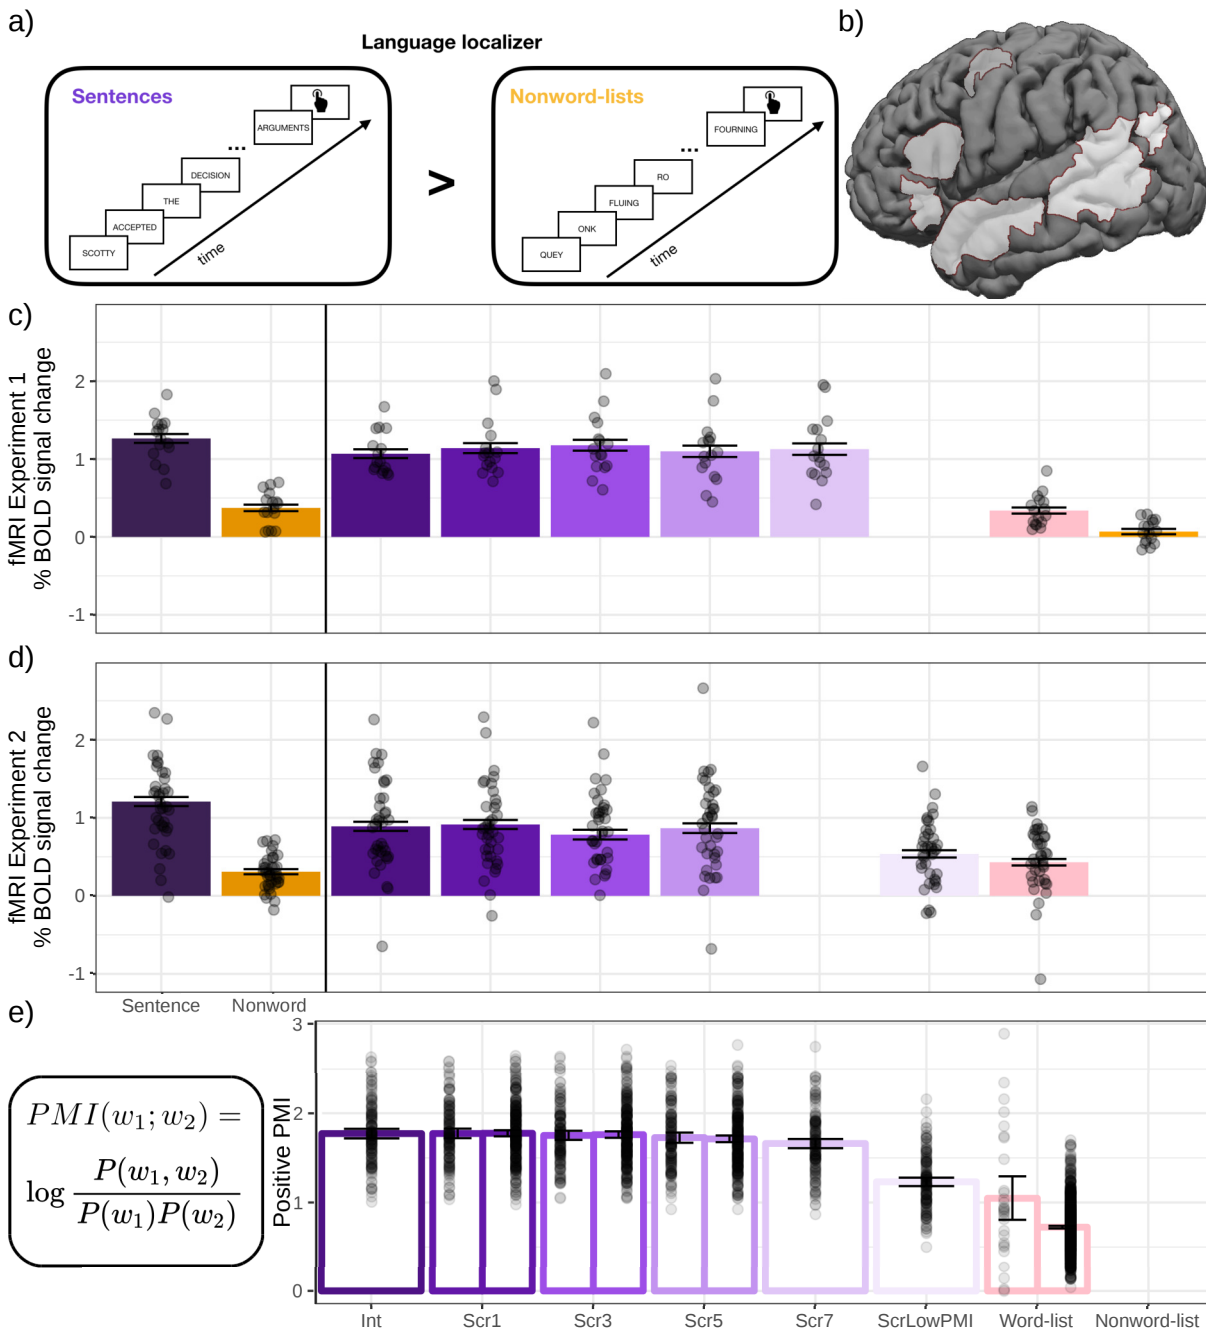 a)
Language localizer
Sentences
SCOTTY
ACCEPTED
THE
DECISION
...
ARGUMENTS
time
>
Nonword-lists
QUEY
ONK
FLUING
RO
...
FOURNING
time
b)
c)
fMRI Experiment 1
% BOLD signal change
2
1
0
-1
d)
fMRI Experiment 2
% BOLD signal change
2
1
0
-1
Sentence Nonword
e)
PMI(w₁; w₂) =
log P(w₁, w₂) / P(w₁)P(w₂)
Positive PMI
3
2
1
0
Int Scr1 Scr3 Scr5 Scr7 ScrLowPMI Word-list Nonword-list